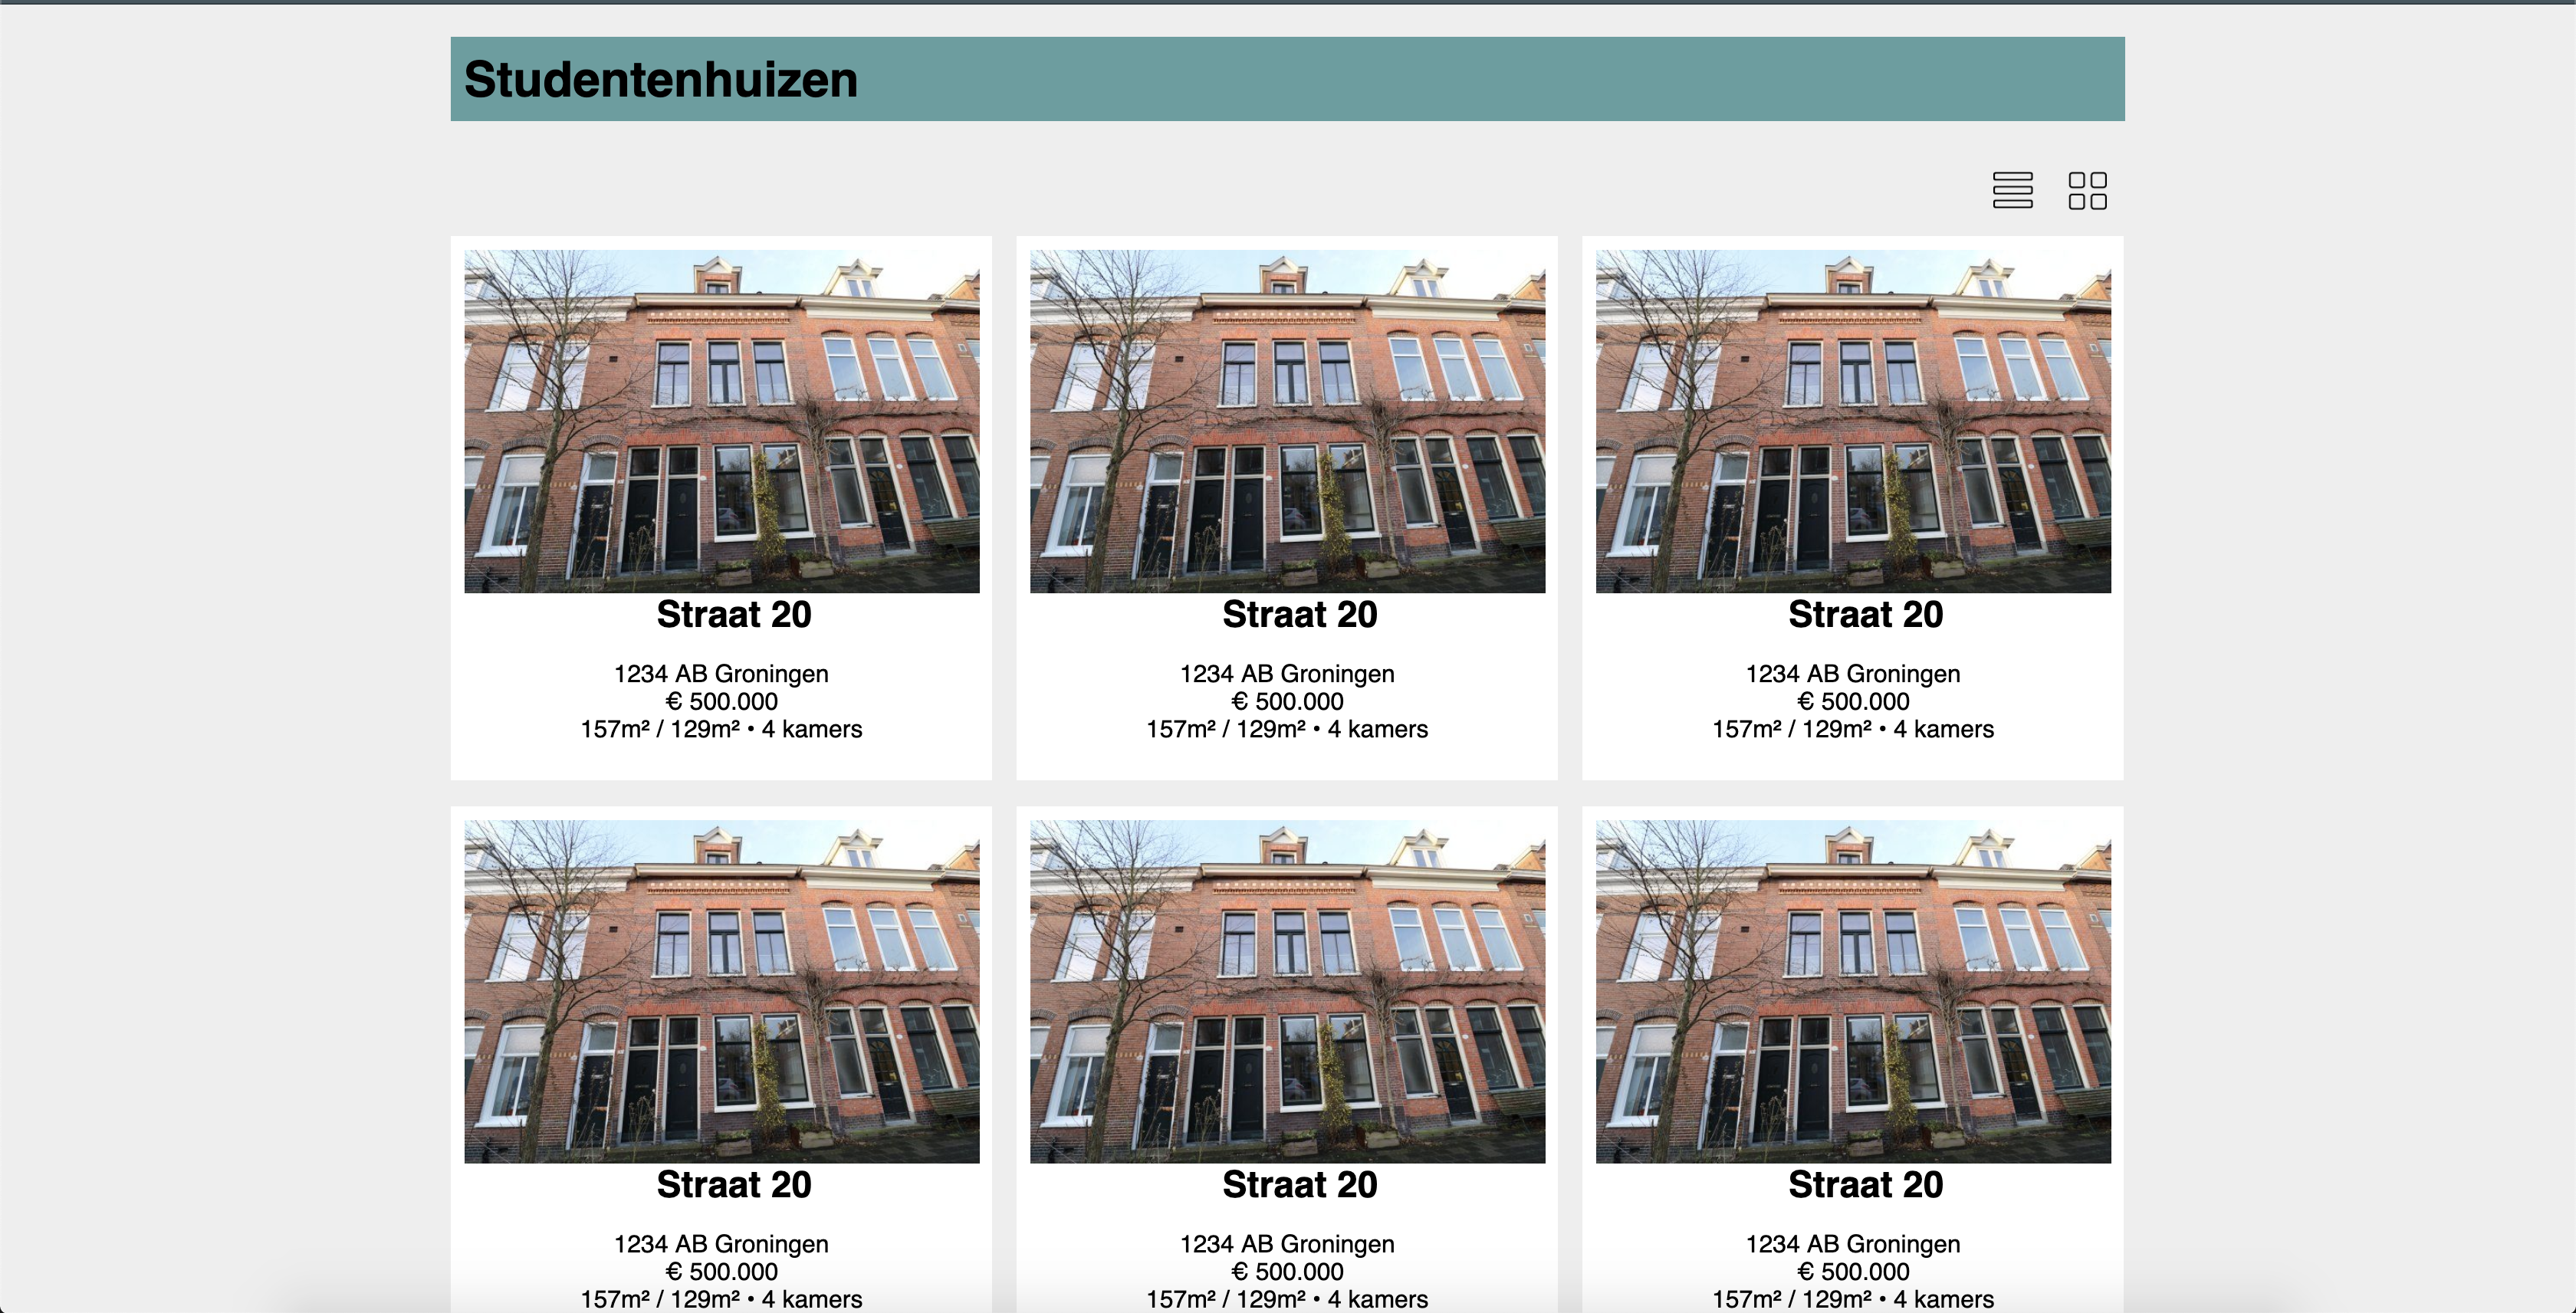 Studentenhuizen
Straat 20
1234 AB Groningen
€ 500.000
157m² / 129m² • 4 kamers
Straat 20
1234 AB Groningen
€ 500.000
157m² / 129m² • 4 kamers
Straat 20
1234 AB Groningen
€ 500.000
157m² / 129m² • 4 kamers
Straat 20
1234 AB Groningen
€ 500.000
157m² / 129m² • 4 kamers
Straat 20
1234 AB Groningen
€ 500.000
157m² / 129m² • 4 kamers
Straat 20
1234 AB Groningen
€ 500.000
157m² / 129m² • 4 kamers